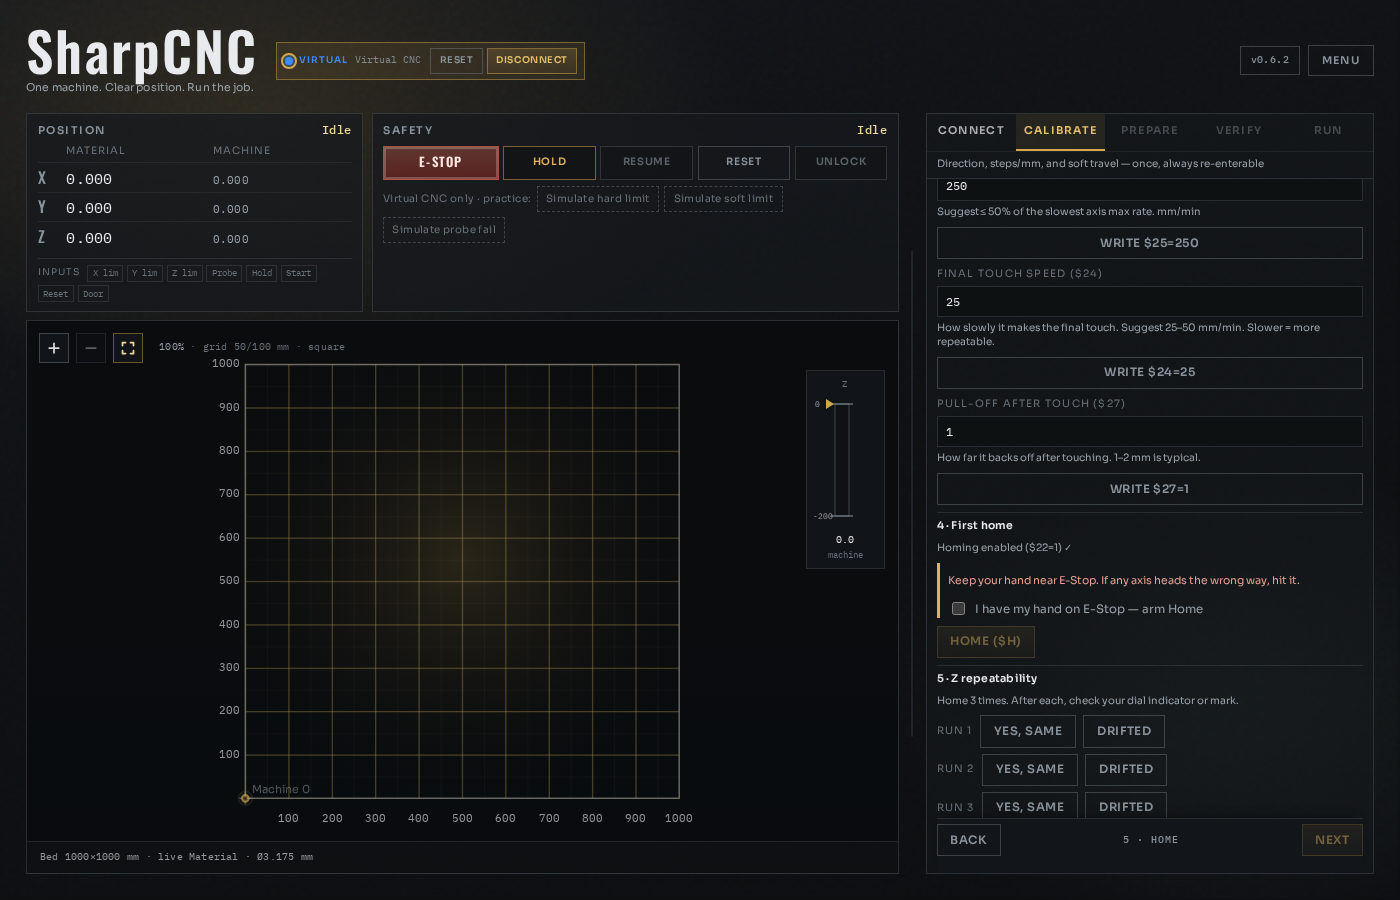 SharpCNC
One machine. Clear position. Run the job.
VIRTUAL Virtual CNC RESET DISCONNECT
v0.6.2 MENU
POSITION Idle
MATERIAL MACHINE
X 0.000 0.000
Y 0.000 0.000
Z 0.000 0.000
INPUTS X lim Y lim Z lim Probe Hold Start
Reset Door
SAFETY Idle
E-STOP HOLD RESUME RESET UNLOCK
Virtual CNC only · practice: Simulate hard limit Simulate soft limit
Simulate probe fail
100% · grid 50/100 mm · square
1000
900
800
700
600
500
400
300
200
100
Machine 0
100 200 300 400 500 600 700 800 900 1000
Z
0
-200
0.0
machine
Bed 1000×1000 mm · live Material · Ø3.175 mm
CONNECT CALIBRATE PREPARE VERIFY RUN
Direction, steps/mm, and soft travel — once, always re-enterable
250
Suggest ≤ 50% of the slowest axis max rate. mm/min
WRITE $25=250
FINAL TOUCH SPEED ($24)
25
How slowly it makes the final touch. Suggest 25–50 mm/min. Slower = more
repeatable.
WRITE $24=25
PULL-OFF AFTER TOUCH ($27)
1
How far it backs off after touching. 1–2 mm is typical.
WRITE $27=1
4 · First home
Homing enabled ($22=1) ✓
Keep your hand near E-Stop. If any axis heads the wrong way, hit it.
I have my hand on E-Stop — arm Home
HOME ($H)
5 · Z repeatability
Home 3 times. After each, check your dial indicator or mark.
RUN 1 YES, SAME DRIFTED
RUN 2 YES, SAME DRIFTED
RUN 3 YES, SAME DRIFTED
BACK 5 · HOME NEXT